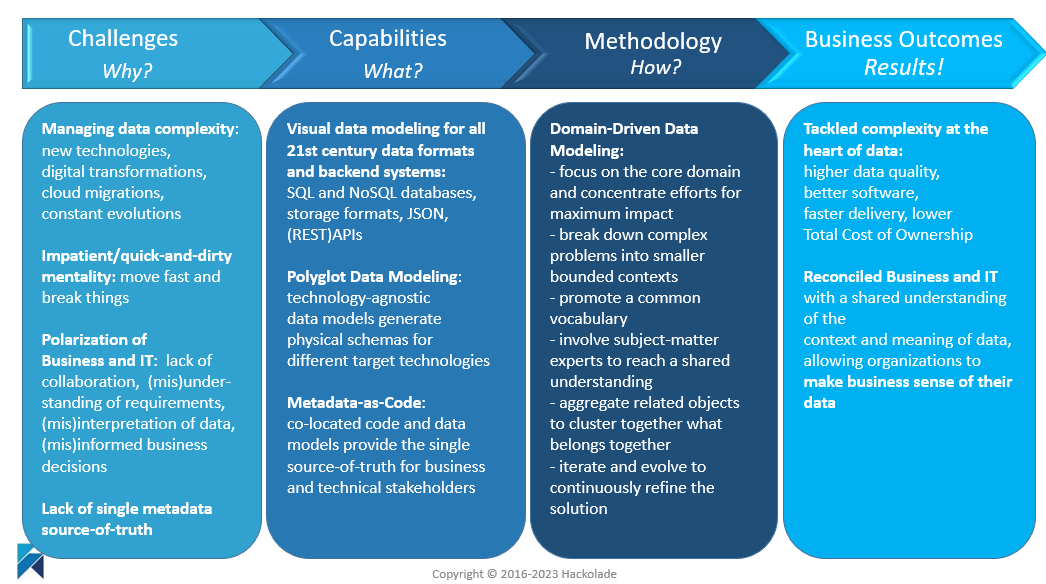 Challenges
Why?
Capabilities
What?
Methodology
How?
Business Outcomes
Results!
Managing data complexity:
new technologies,
digital transformations,
cloud migrations,
constant evolutions
Impatient/quick-and-dirty
mentality: move fast and
break things
Polarization of
Business and IT:  lack of
collaboration,  (mis)under-
standing of requirements,
(mis)interpretation of data,
(mis)informed business
decisions
Lack of single metadata
source-of-truth
Visual data modeling for all
21st century data formats
and backend systems:
SQL and NoSQL databases,
storage formats, JSON,
(REST)APIs
Polyglot Data Modeling:
technology-agnostic
data models generate
physical schemas for
different target technologies
Metadata-as-Code:
co-located code and data
models provide the single
source-of-truth for business
and technical stakeholders
Domain-Driven Data
Modeling:
- focus on the core domain
and concentrate efforts for
maximum impact
- break down complex
problems into smaller
bounded contexts
- promote a common
vocabulary
- involve subject-matter
experts to reach a shared
understanding
- aggregate related objects
to cluster together what
belongs together
- iterate and evolve to
continuously refine the
solution
Tackled complexity at the
heart of data:
higher data quality,
better software,
faster delivery, lower
Total Cost of Ownership
Reconciled Business and IT
with a shared understanding
of the
context and meaning of data,
allowing organizations to
make business sense of their
data
Copyright © 2016-2023 Hackolade